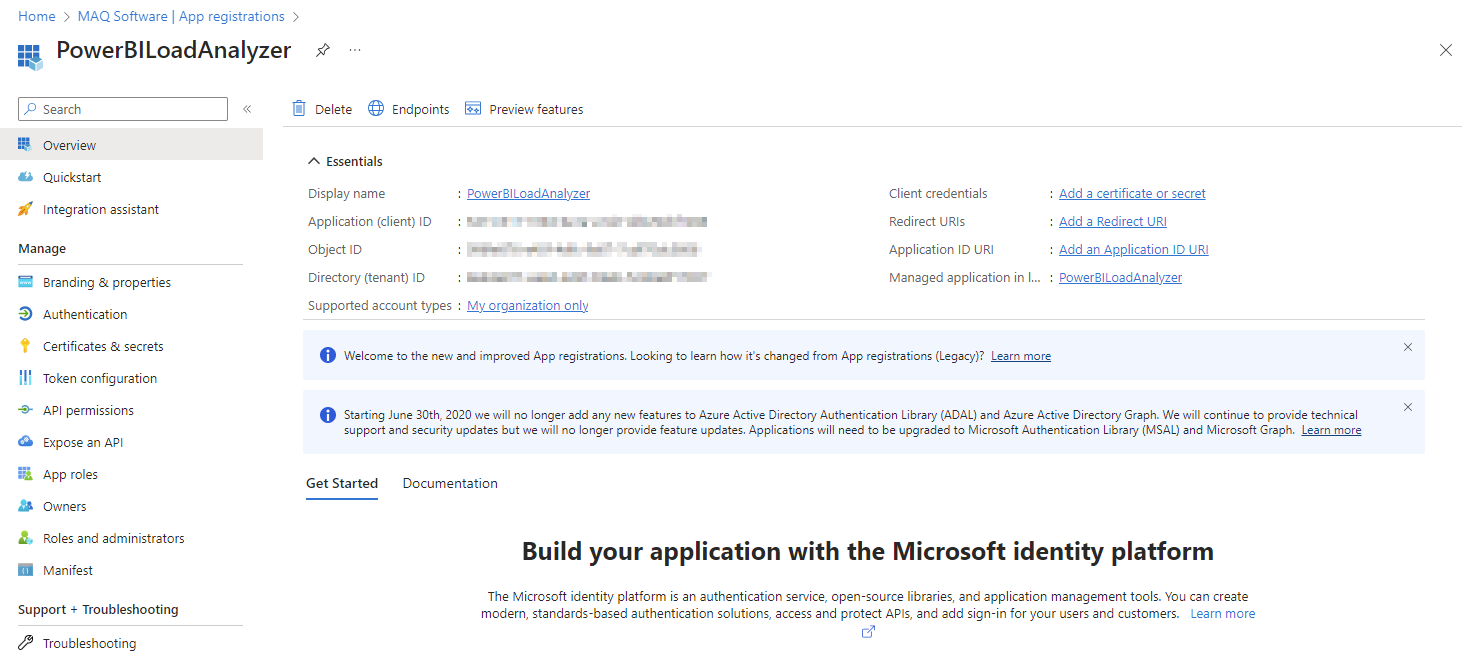 Home > MAQ Software | App registrations >
PowerBILoadAnalyzer
Search
Overview
Quickstart
Integration assistant
Manage
Branding & properties
Authentication
Certificates & secrets
Token configuration
API permissions
Expose an API
App roles
Owners
Roles and administrators
Manifest
Support + Troubleshooting
Troubleshooting
Delete Endpoints Preview features
Essentials
Display name : PowerBILoadAnalyzer
Application (client) ID :
Object ID :
Directory (tenant) ID :
Supported account types : My organization only
Client credentials : Add a certificate or secret
Redirect URIs : Add a Redirect URI
Application ID URI : Add an Application ID URI
Managed application in l... : PowerBILoadAnalyzer
Welcome to the new and improved App registrations. Looking to learn how it's changed from App registrations (Legacy)? Learn more
Starting June 30th, 2020 we will no longer add any new features to Azure Active Directory Authentication Library (ADAL) and Azure Active Directory Graph. We will continue to provide technical
support and security updates but we will no longer provide feature updates. Applications will need to be upgraded to Microsoft Authentication Library (MSAL) and Microsoft Graph. Learn more
Get Started Documentation
Build your application with the Microsoft identity platform
The Microsoft identity platform is an authentication service, open-source libraries, and application management tools. You can create
modern, standards-based authentication solutions, access and protect APIs, and add sign-in for your users and customers. Learn more